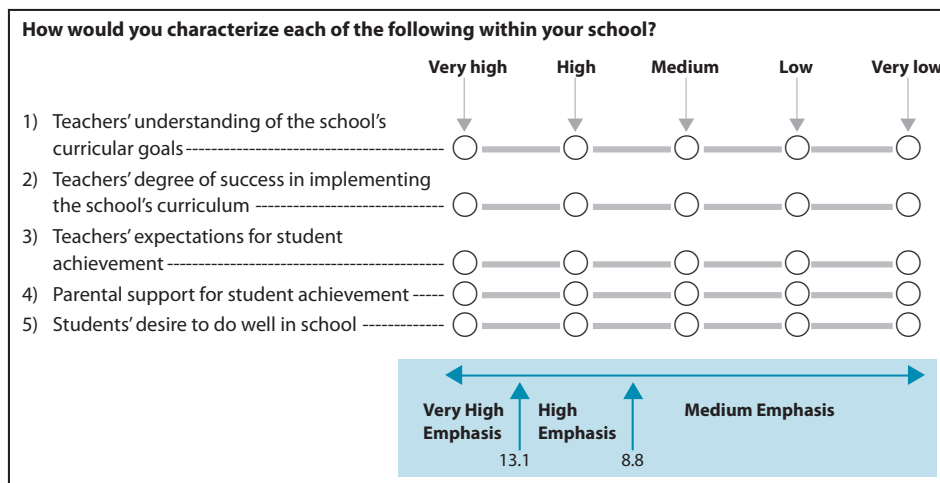 How would you characterize each of the following within your school?
Very high High Medium Low Very low
1) Teachers’ understanding of the school’s
curricular goals
2) Teachers’ degree of success in implementing
the school’s curriculum
3) Teachers’ expectations for student
achievement
4) Parental support for student achievement
5) Students’ desire to do well in school
Very High High Medium Emphasis
Emphasis Emphasis
13.1 8.8